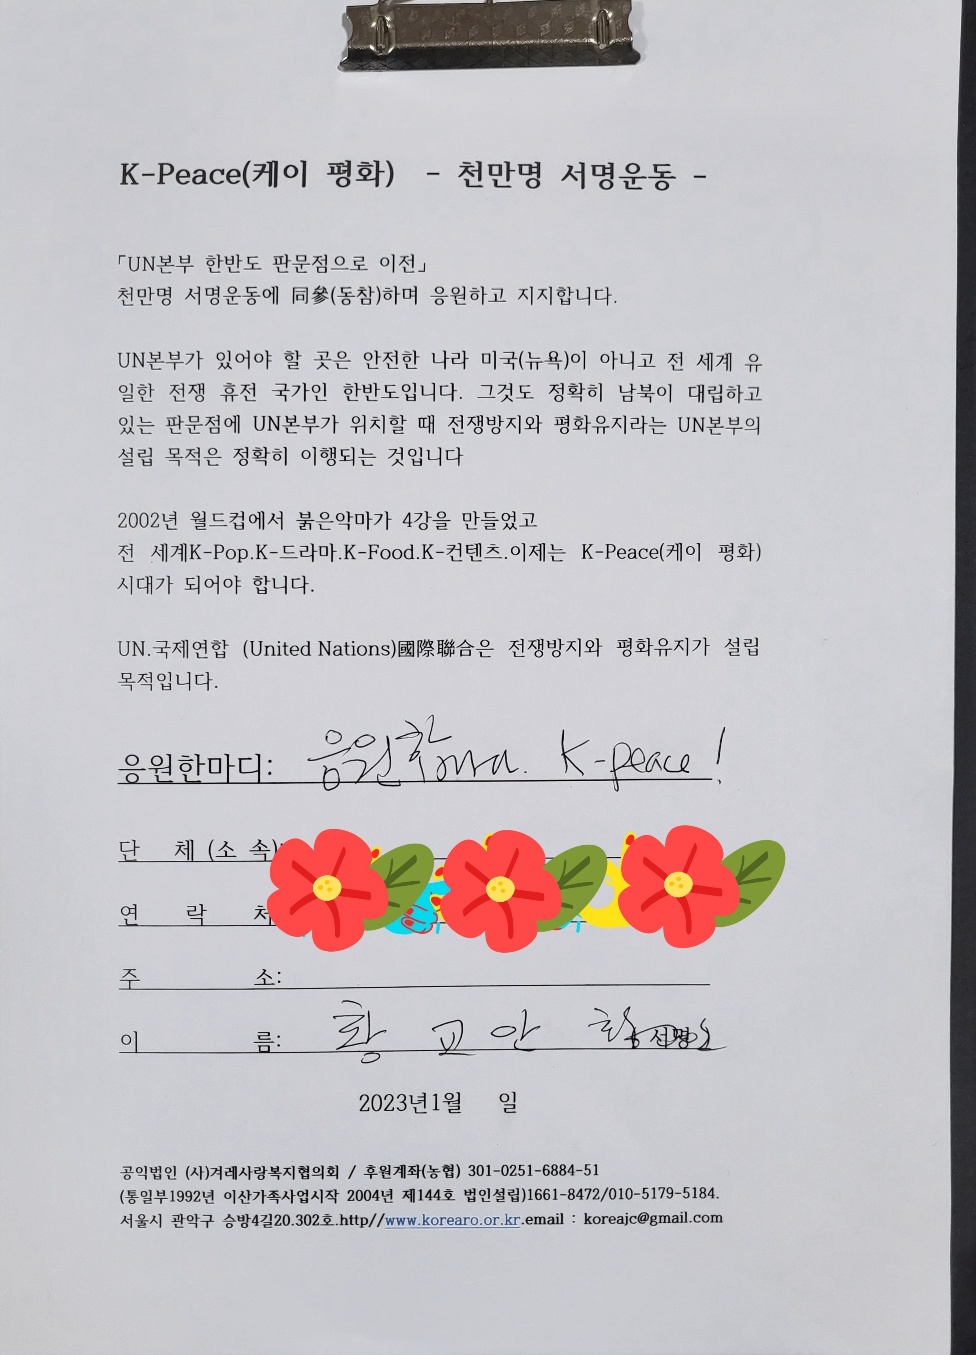 K-Peace(케이 평화) - 천만명 서명운동 -
「UN본부 한반도 판문점으로 이전」
천만명 서명운동에 同參(동참)하며 응원하고 지지합니다.
UN본부가 있어야 할 곳은 안전한 나라 미국(뉴욕)이 아니고 전 세계 유
일한 전쟁 휴전 국가인 한반도입니다. 그것도 정확히 남북이 대립하고
있는 판문점에 UN본부가 위치할 때 전쟁방지와 평화유지라는 UN본부의
설립 목적은 정확히 이행되는 것입니다
2002년 월드컵에서 붉은악마가 4강을 만들었고
전 세계K-Pop.K-드라마.K-Food.K-컨텐츠.이제는 K-Peace(케이 평화)
시대가 되어야 합니다.
UN.국제연합 (United Nations)國際聯合은 전쟁방지와 평화유지가 설립
목적입니다.
응원한마디: 응원합니다. K-peace!
단 체 (소 속):
연 락 처
주 소:
이 름: 황 교 안 서명
2023년1월 일
공익법인 (사)겨레사랑복지협의회 / 후원계좌(농협) 301-0251-6884-51
(통일부1992년 이산가족사업시작 2004년 제144호 법인설립)1661-8472/010-5179-5184.
서울시 관악구 승방4길20.302호.http//www.korearo.or.kr.email : koreajc@gmail.com